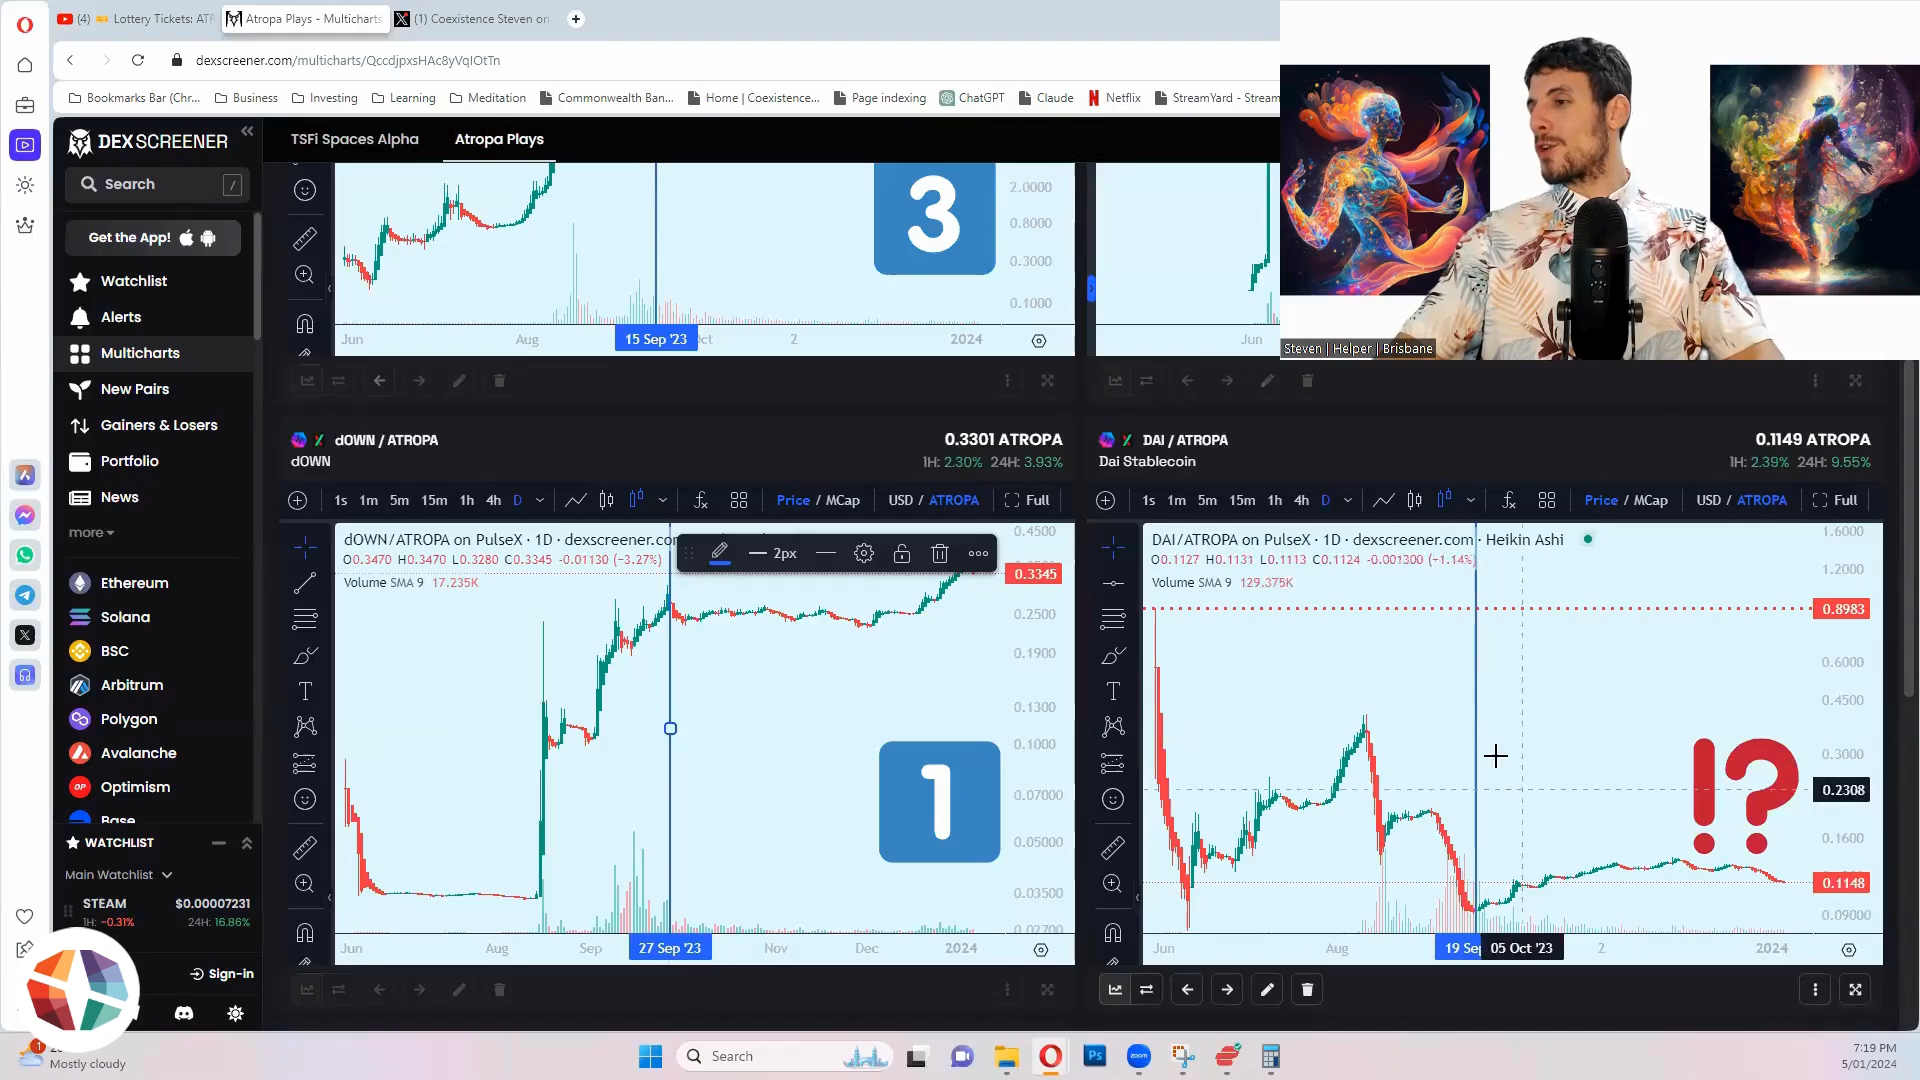 (4) Lottery Tickets: ATR
Atropa Plays - Multicharts
(1) Coexistence Steven on
dexscreener.com/multicharts/QccdjpxsHAc8yVqIOtTn
Bookmarks Bar (Chr...
Business
Investing
Learning
Meditation
Commonwealth Ban...
Home | Coexistence...
Page indexing
ChatGPT
Claude
Netflix
StreamYard - Stream
DEX SCREENER
Search
/
Get the App!
Watchlist
Alerts
Multicharts
New Pairs
Gainers & Losers
Portfolio
News
more
Ethereum
Solana
BSC
Arbitrum
Polygon
Avalanche
Optimism
Base
WATCHLIST
Main Watchlist
STEAM $0.00007231
1H: -0.31% 24H: 16.86%
Sign-in
TSFi Spaces Alpha
Atropa Plays
3
2.0000
0.8000
0.3000
0.1000
Jun
Aug
15 Sep '23
Oct
2
2024
Jun
Steven | Helper | Brisbane
dOWN / ATROPA
dOWN
0.3301 ATROPA
1H: 2.30% 24H: 3.93%
1s 1m 5m 15m 1h 4h D
Price / MCap
USD / ATROPA
Full
dOWN/ATROPA on PulseX · 1D · dexscreener.com
O0.3470 H0.3470 L0.3280 C0.3345 -0.01130 (-3.27%)
Volume SMA 9 17.235K
2px
0.4500
0.3345
0.2500
0.1900
0.1300
0.1000
0.07000
0.05000
0.03500
0.02700
1
Jun
Aug
Sep
27 Sep '23
Nov
Dec
2024
DAI / ATROPA
Dai Stablecoin
0.1149 ATROPA
1H: 2.39% 24H: 9.55%
1s 1m 5m 15m 1h 4h D
Price / MCap
USD / ATROPA
Full
DAI/ATROPA on PulseX · 1D · dexscreener.com · Heikin Ashi
O0.1127 H0.1131 L0.1113 C0.1124 -0.001300 (-1.14%)
Volume SMA 9 129.375K
1.6000
1.2000
0.8983
0.6000
0.4500
0.3000
0.2308
0.1600
0.1148
0.09000
!?
Jun
Aug
19 Sep
05 Oct '23
2
2024
1
Mostly cloudy
Search
Ps
zoom
7:19 PM
5/01/2024